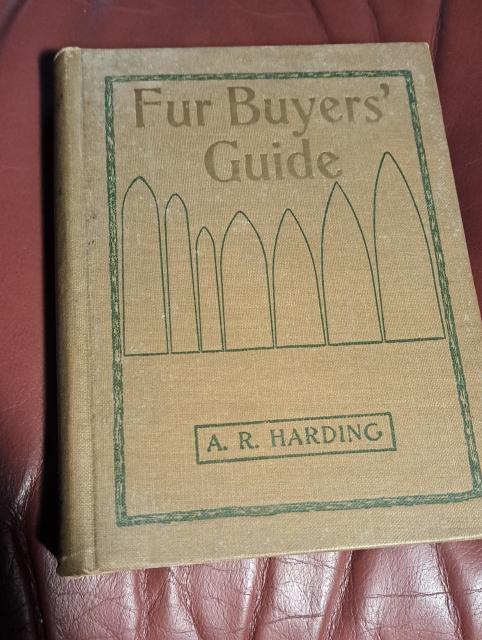 Fur Buyers'
Guide
A. R. HARDING